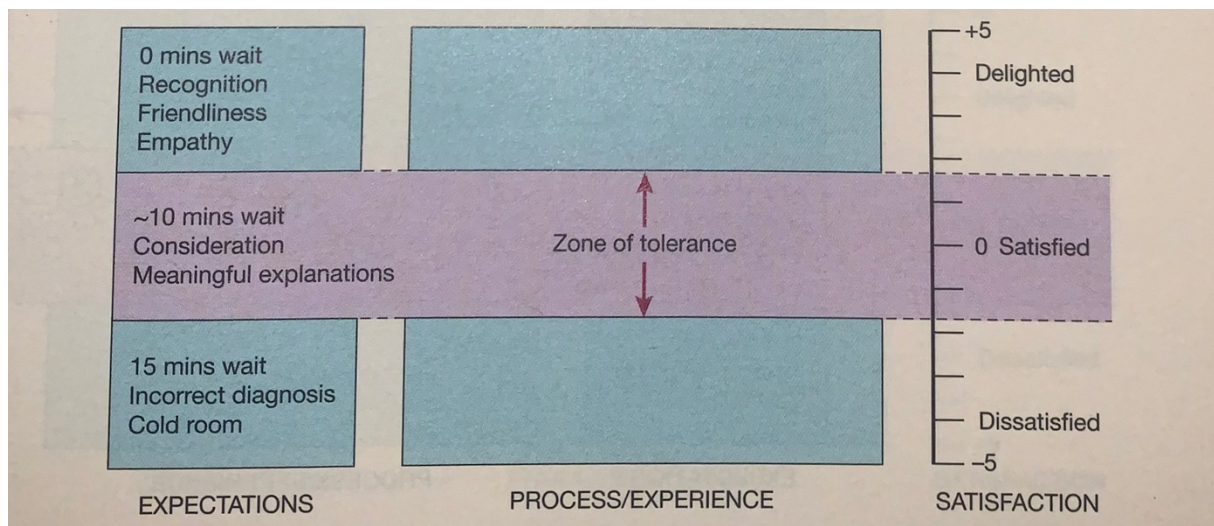 0 mins wait
Recognition
Friendliness
Empathy
~10 mins wait
Consideration
Meaningful explanations
15 mins wait
Incorrect diagnosis
Cold room
EXPECTATIONS
Zone of tolerance
PROCESS/EXPERIENCE
+5
Delighted
0 Satisfied
Dissatisfied
–5
SATISFACTION